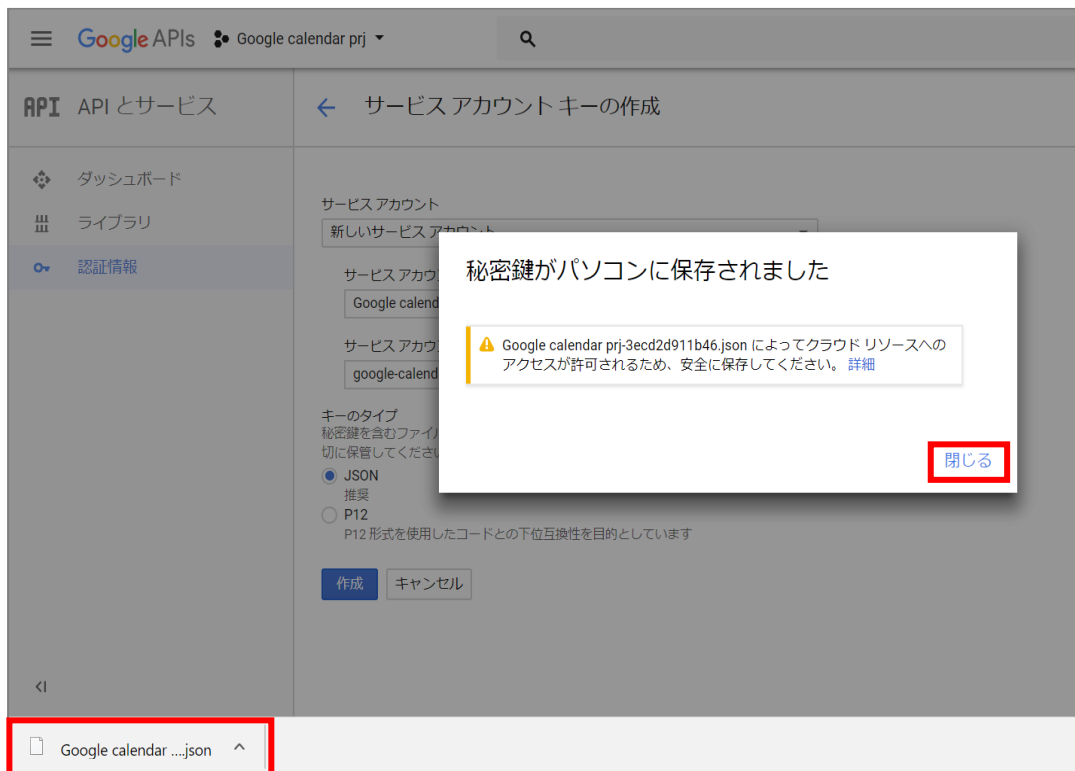 Google APIs Google calendar prj
API API とサービス
サービス アカウント キーの作成
ダッシュボード
ライブラリ
認証情報
サービス アカウント
新しいサービス アカウント
サービス アカウ
Google calend
サービス アカウ
google-calend
キーのタイプ
秘密鍵を含むファイル
切に保管してください
JSON
推奨
P12
P12 形式を使用したコードとの下位互換性を目的としています
作成 キャンセル
秘密鍵がパソコンに保存されました
Google calendar prj-3ecd2d911b46.json によってクラウド リソースへの
アクセスが許可されるため、安全に保存してください。 詳細
閉じる
Google calendar ....json